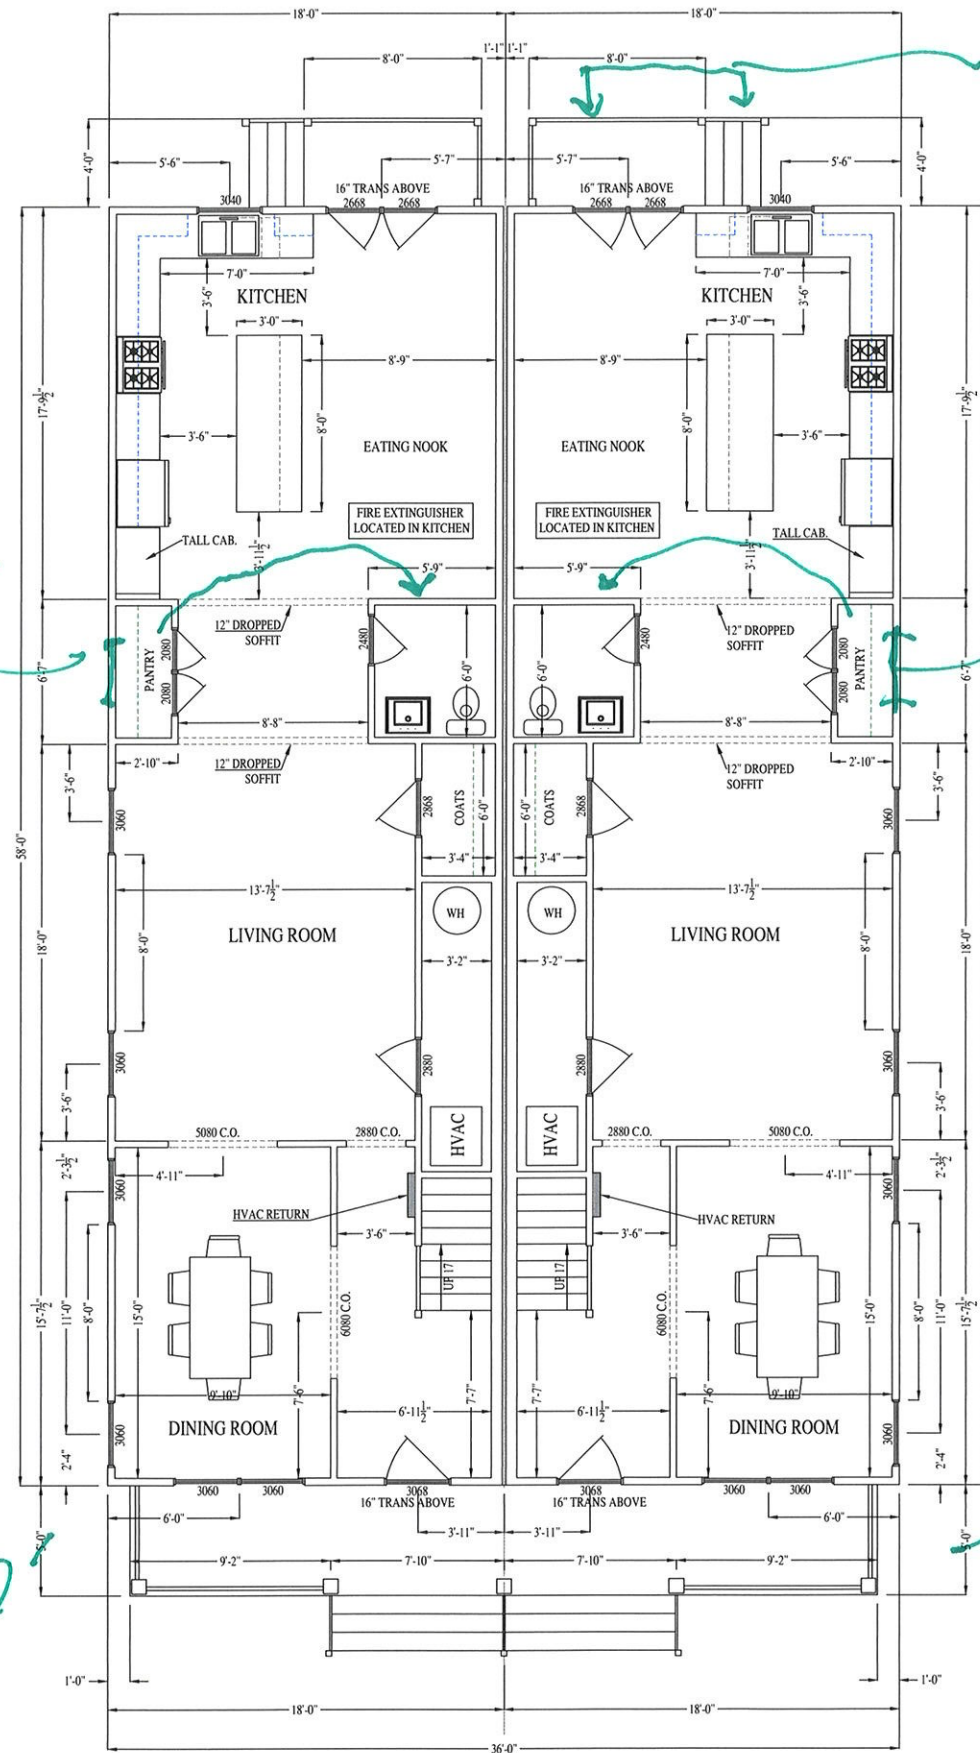 18'-0" 18'-0"
1'-1" 1'-1"
8'-0" 8'-0"
4'-0" 5'-6" 5'-7" 5'-7" 5'-6" 4'-0"
16" TRANS ABOVE 16" TRANS ABOVE
3040 2668 2668 2668 2668 3040
7'-0" 7'-0"
KITCHEN KITCHEN
3'-6" 3'-6"
3'-0" 3'-0"
8'-9" 8'-9"
17'-9½" 17'-9½"
8'-0" 8'-0"
3'-6" 3'-6"
EATING NOOK EATING NOOK
FIRE EXTINGUISHER FIRE EXTINGUISHER
LOCATED IN KITCHEN LOCATED IN KITCHEN
TALL CAB. TALL CAB.
3'-11½" 3'-11½"
5'-9" 5'-9"
12" DROPPED 12" DROPPED
SOFFIT SOFFIT
2480 2480
6'-7" PANTRY 2080 2080 6'-0" 6'-0" 2080 2080 PANTRY 6'-7"
8'-8" 8'-8"
2'-10" 12" DROPPED 12" DROPPED 2'-10"
SOFFIT SOFFIT
3'-6" 3'-6"
3060 2868 COATS 6'-0" 6'-0" COATS 2868 3060
58'-0"
3'-4" 3'-4"
13'-7½" 13'-7½"
WH WH
LIVING ROOM LIVING ROOM
18'-0" 8'-0" 8'-0" 18'-0"
3'-2" 3'-2"
3060 2880 2880 3060
3'-6" 3'-6"
5080 C.O. 2880 C.O. HVAC HVAC 2880 C.O. 5080 C.O.
2'-3½" 2'-3½"
3060 4'-11" 4'-11" 3060
HVAC RETURN HVAC RETURN
3'-6" 3'-6"
UP 17 UP 17
15'-7½" 11'-0" 8'-0" 15'-0" 6080 C.O. 6080 C.O. 15'-0" 8'-0" 11'-0" 15'-7½"
9'-10" 7'-6" 7'-7" 7'-7" 7'-6" 9'-10"
6'-11½" 6'-11½"
DINING ROOM DINING ROOM
3060 3060
2'-4" 2'-4"
3060 3060 3068 3068 3060 3060
16" TRANS ABOVE 16" TRANS ABOVE
6'-0" 3'-11" 3'-11" 6'-0"
5'-0" 5'-0"
9'-2" 7'-10" 7'-10" 9'-2"
1'-0" 1'-0"
18'-0" 18'-0"
36'-0"